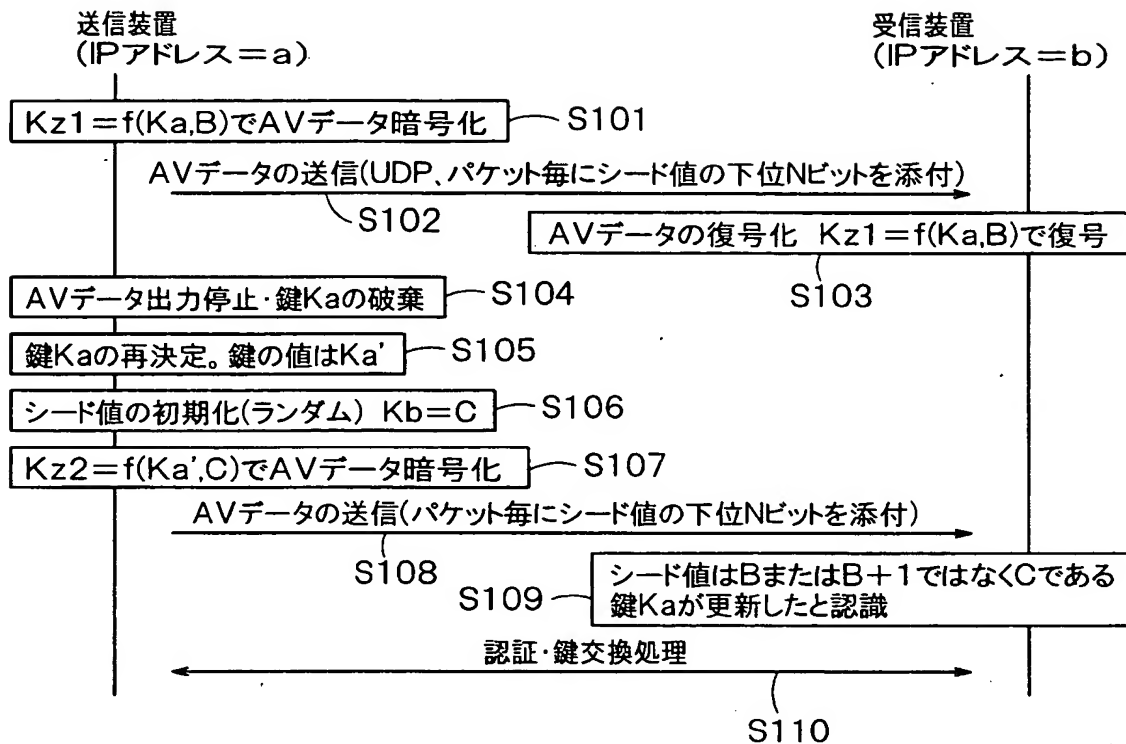 送信装置
(IPアドレス=a)
受信装置
(IPアドレス=b)
Kz1=f(Ka,B)でAVデータ暗号化
S101
AVデータの送信(UDP、パケット毎にシード値の下位Nビットを添付)
S102
AVデータの復号化 Kz1=f(Ka,B)で復号
S103
AVデータ出力停止・鍵Kaの破棄
S104
鍵Kaの再決定。鍵の値はKa'
S105
シード値の初期化(ランダム) Kb=C
S106
Kz2=f(Ka',C)でAVデータ暗号化
S107
AVデータの送信(パケット毎にシード値の下位Nビットを添付)
S108
シード値はBまたはB+1ではなくCである
鍵Kaが更新したと認識
S109
認証・鍵交換処理
S110